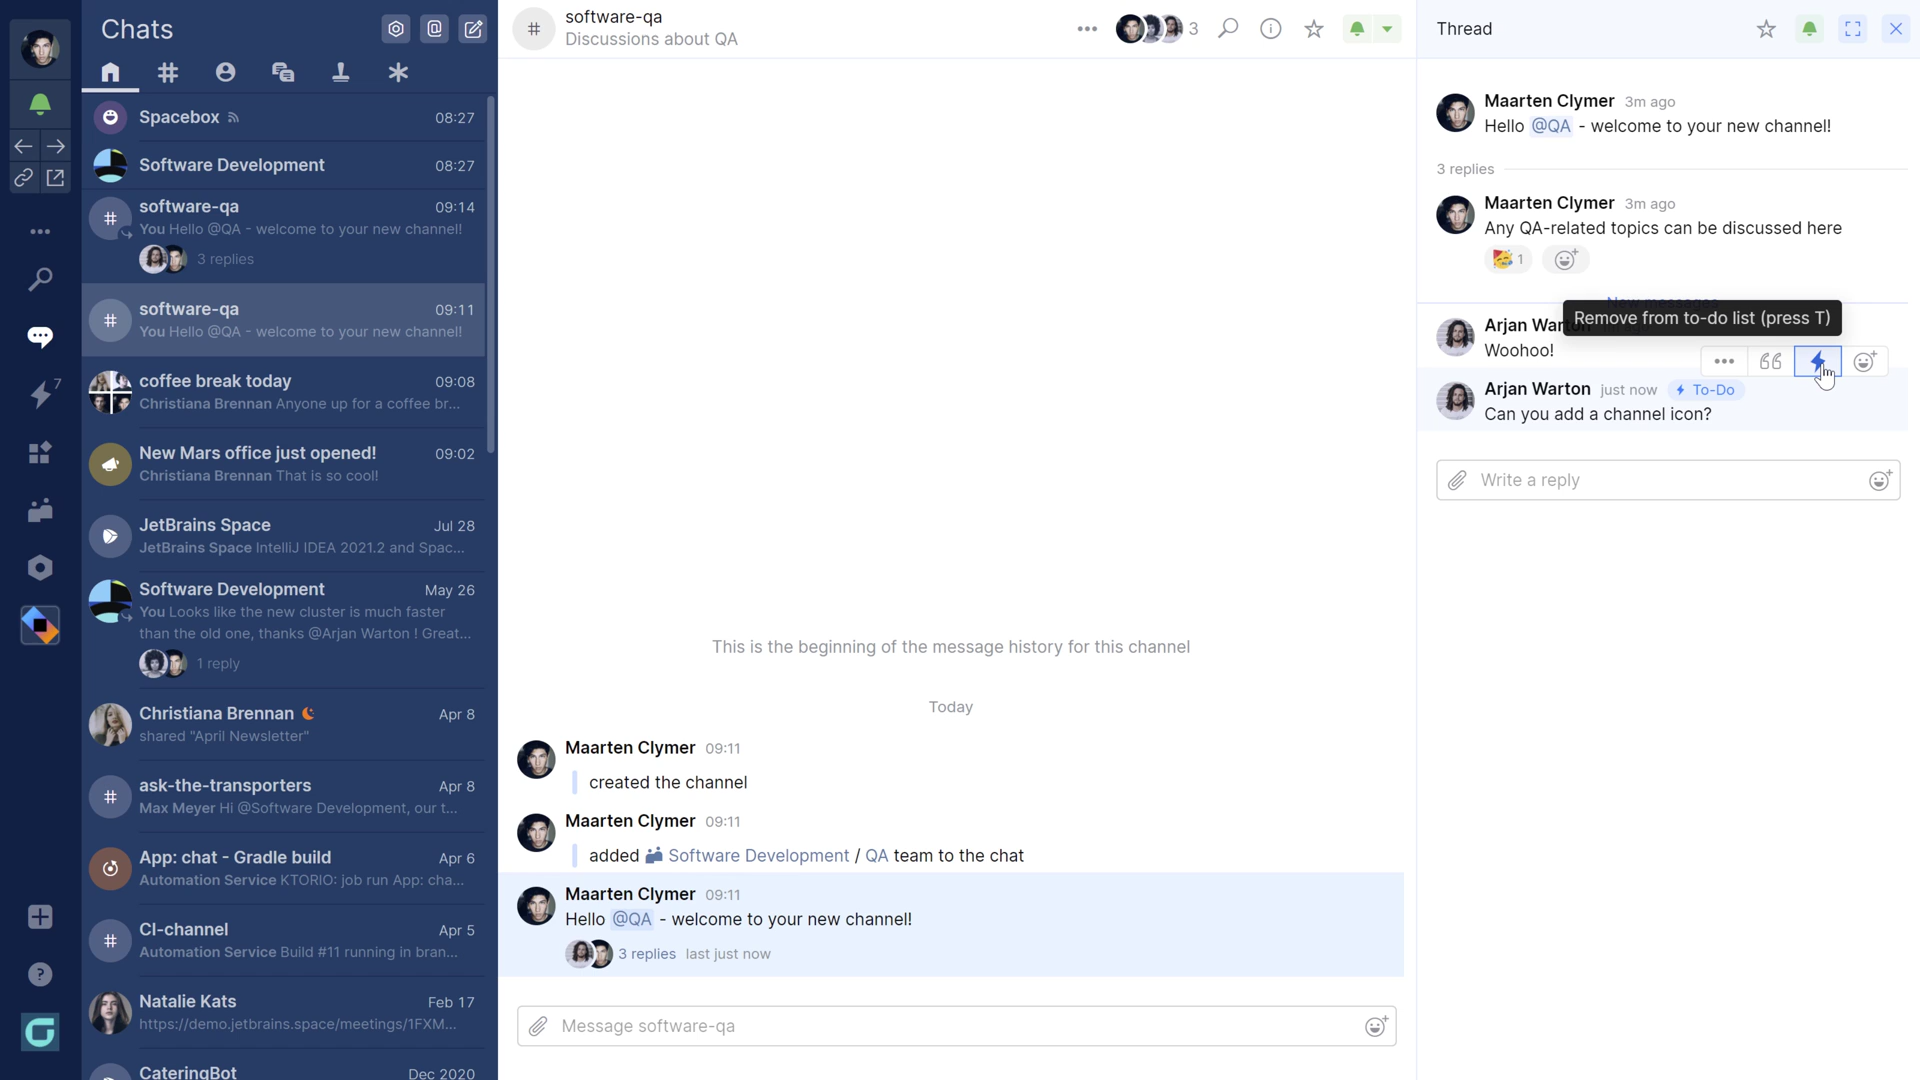 7
Chats
Spacebox 08:27
Software Development 08:27
software-qa 09:14
You Hello @QA - welcome to your new channel!
3 replies
software-qa 09:11
You Hello @QA - welcome to your new channel!
coffee break today 09:08
Christiana Brennan Anyone up for a coffee br...
New Mars office just opened! 09:02
Christiana Brennan That is so cool!
JetBrains Space Jul 28
JetBrains Space IntelliJ IDEA 2021.2 and Spac...
Software Development May 26
You Looks like the new cluster is much faster
than the old one, thanks @Arjan Warton ! Great...
1 reply
Christiana Brennan Apr 8
shared "April Newsletter"
ask-the-transporters Apr 8
Max Meyer Hi @Software Development, our t...
App: chat - Gradle build Apr 6
Automation Service KTORIO: job run App: cha...
CI-channel Apr 5
Automation Service Build #11 running in bran...
Natalie Kats Feb 17
https://demo.jetbrains.space/meetings/1FXM...
CateringBot Dec 2020
software-qa
Discussions about QA
3
This is the beginning of the message history for this channel
Today
Maarten Clymer 09:11
created the channel
Maarten Clymer 09:11
added Software Development / QA team to the chat
Maarten Clymer 09:11
Hello @QA - welcome to your new channel!
3 replies last just now
Message software-qa
Thread
Maarten Clymer 3m ago
Hello @QA - welcome to your new channel!
3 replies
Maarten Clymer 3m ago
Any QA-related topics can be discussed here
1
New messages
Remove from to-do list (press T)
Arjan Warton
Woohoo!
Arjan Warton just now To-Do
Can you add a channel icon?
Write a reply